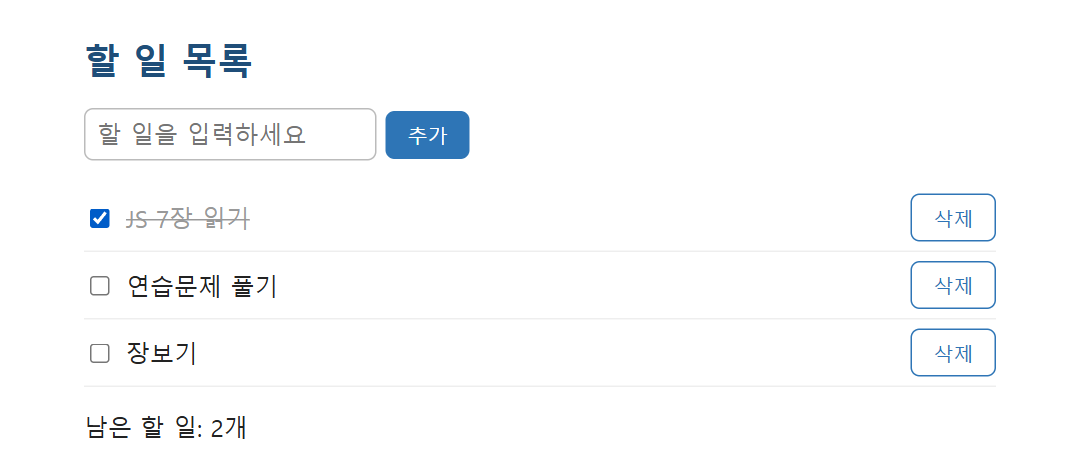 할 일 목록
할 일을 입력하세요 추가
JS 7장 읽기 삭제
연습문제 풀기 삭제
장보기 삭제
남은 할 일: 2개